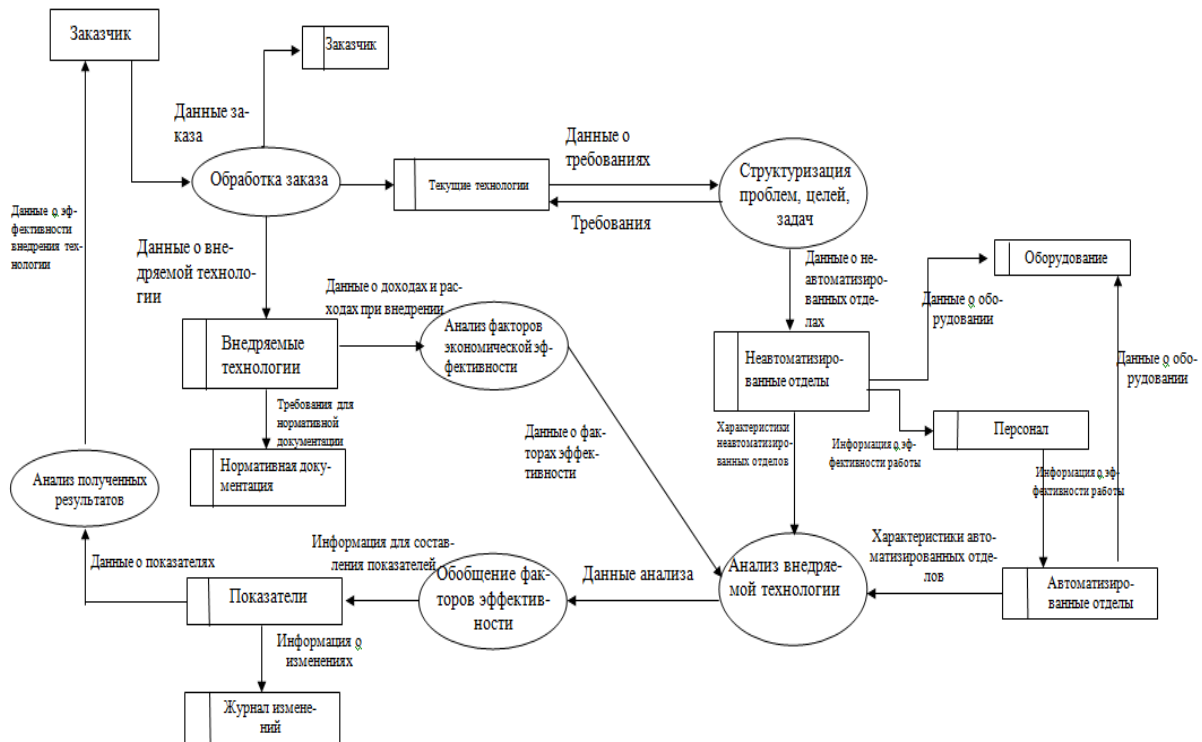 Заказчик
Заказчик
Данные за-
каза
Обработка заказа
Текущие технологии
Данные о
требованиях
Требования
Структуризация
проблем, целей,
задач
Данные о эф-
фективности
внедрения тех-
нологии
Данные о вне-
дряемой техноло-
гии
Данные о доходах и рас-
ходах при внедрении
Данные о не-
автоматизиро-
ванных отде-
лах
Оборудование
Данные о обо-
рудовании
Внедряемые
технологии
Анализ факторов
экономической эф-
фективности
Неавтоматизиро-
ванные отделы
Данные о обо-
рудовании
Требования для
нормативной
документации
Данные о фак-
торах эффек-
тивности
Характеристики
неавтоматизиро-
ванных отделов
Информация о эф-
фективности работы
Персонал
Нормативная доку-
ментация
Анализ полученных
результатов
Информация о эф-
фективности работы
Данные о показателях
Информация для состав-
ления показателей
Обобщение фак-
торов эффектив-
ности
Данные анализа
Анализ внедряе-
мой технологии
Характеристики авто-
матизированных отде-
лов
Автоматизиро-
ванные отделы
Показатели
Информация о
изменениях
Журнал измене-
ний